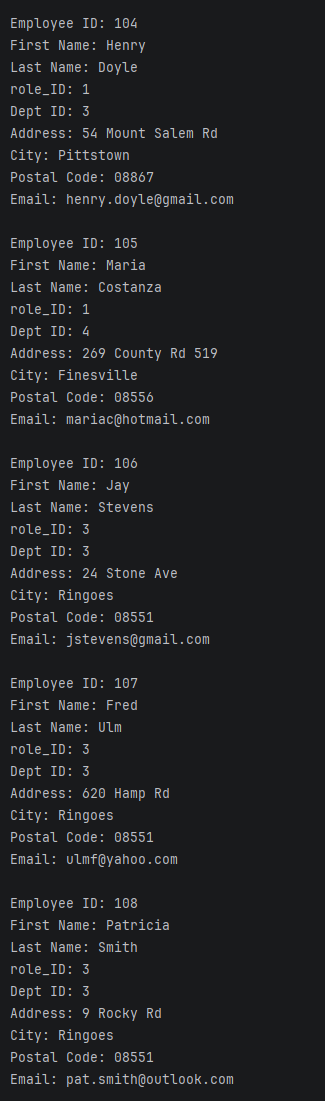 Employee ID: 104
First Name: Henry
Last Name: Doyle
role_ID: 1
Dept ID: 3
Address: 54 Mount Salem Rd
City: Pittstown
Postal Code: 08867
Email: henry.doyle@gmail.com

Employee ID: 105
First Name: Maria
Last Name: Costanza
role_ID: 1
Dept ID: 4
Address: 269 County Rd 519
City: Finesville
Postal Code: 08556
Email: mariac@hotmail.com

Employee ID: 106
First Name: Jay
Last Name: Stevens
role_ID: 3
Dept ID: 3
Address: 24 Stone Ave
City: Ringoes
Postal Code: 08551
Email: jstevens@gmail.com

Employee ID: 107
First Name: Fred
Last Name: Ulm
role_ID: 3
Dept ID: 3
Address: 620 Hamp Rd
City: Ringoes
Postal Code: 08551
Email: ulmf@yahoo.com

Employee ID: 108
First Name: Patricia
Last Name: Smith
role_ID: 3
Dept ID: 3
Address: 9 Rocky Rd
City: Ringoes
Postal Code: 08551
Email: pat.smith@outlook.com